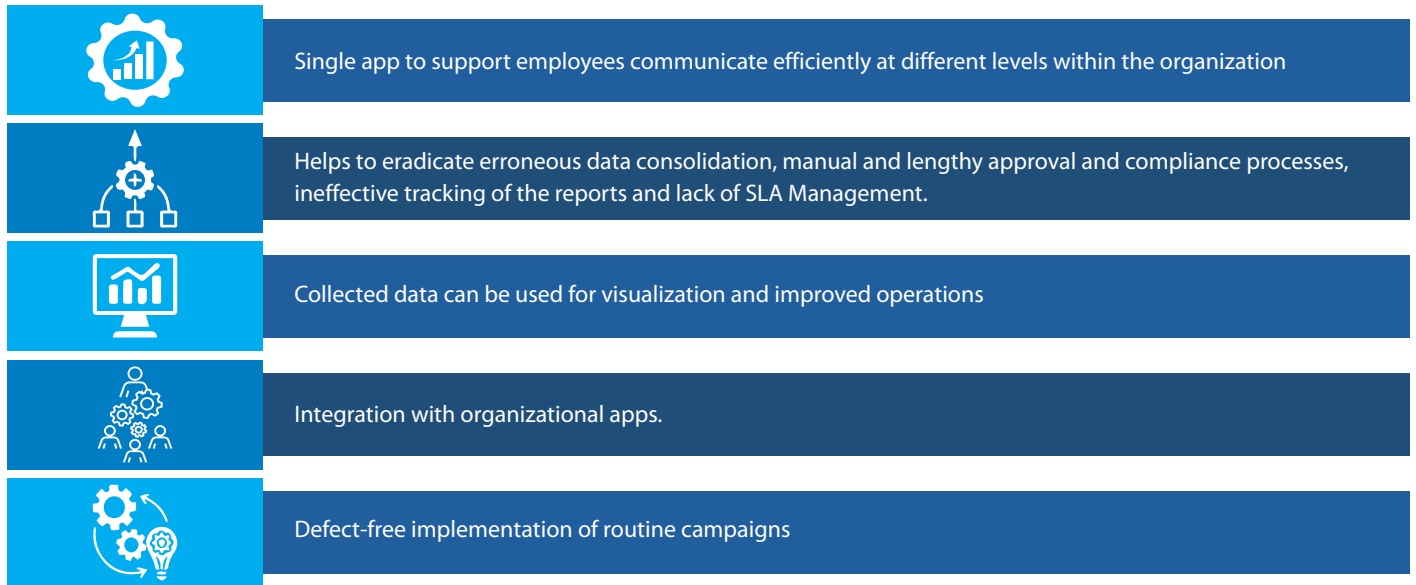 Single app to support employees communicate efficiently at different levels within the organization
Helps to eradicate erroneous data consolidation, manual and lengthy approval and compliance processes,
ineffective tracking of the reports and lack of SLA Management.
Collected data can be used for visualization and improved operations
Integration with organizational apps.
Defect-free implementation of routine campaigns